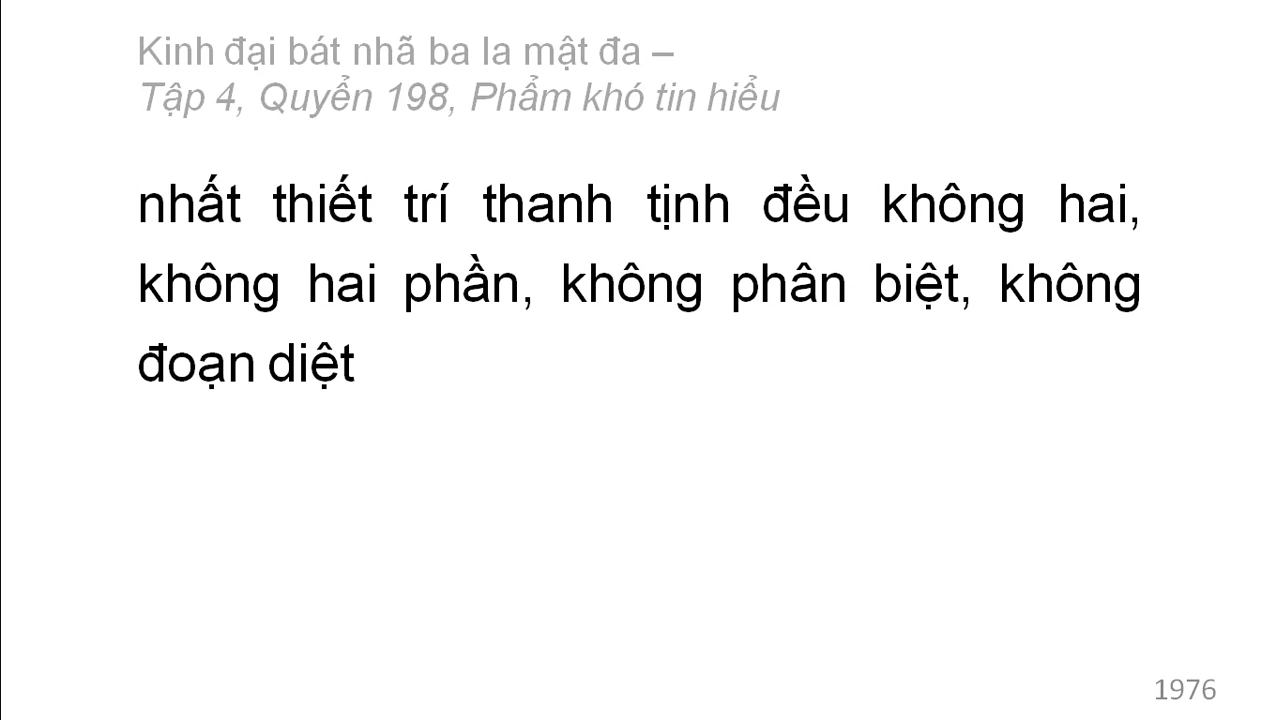 Kinh đại bát nhã ba la mật đa –
Tập 4, Quyển 198, Phẩm khó tin hiểu
nhất thiết trí thanh tịnh đều không hai,
không hai phần, không phân biệt, không
đoạn diệt
1976